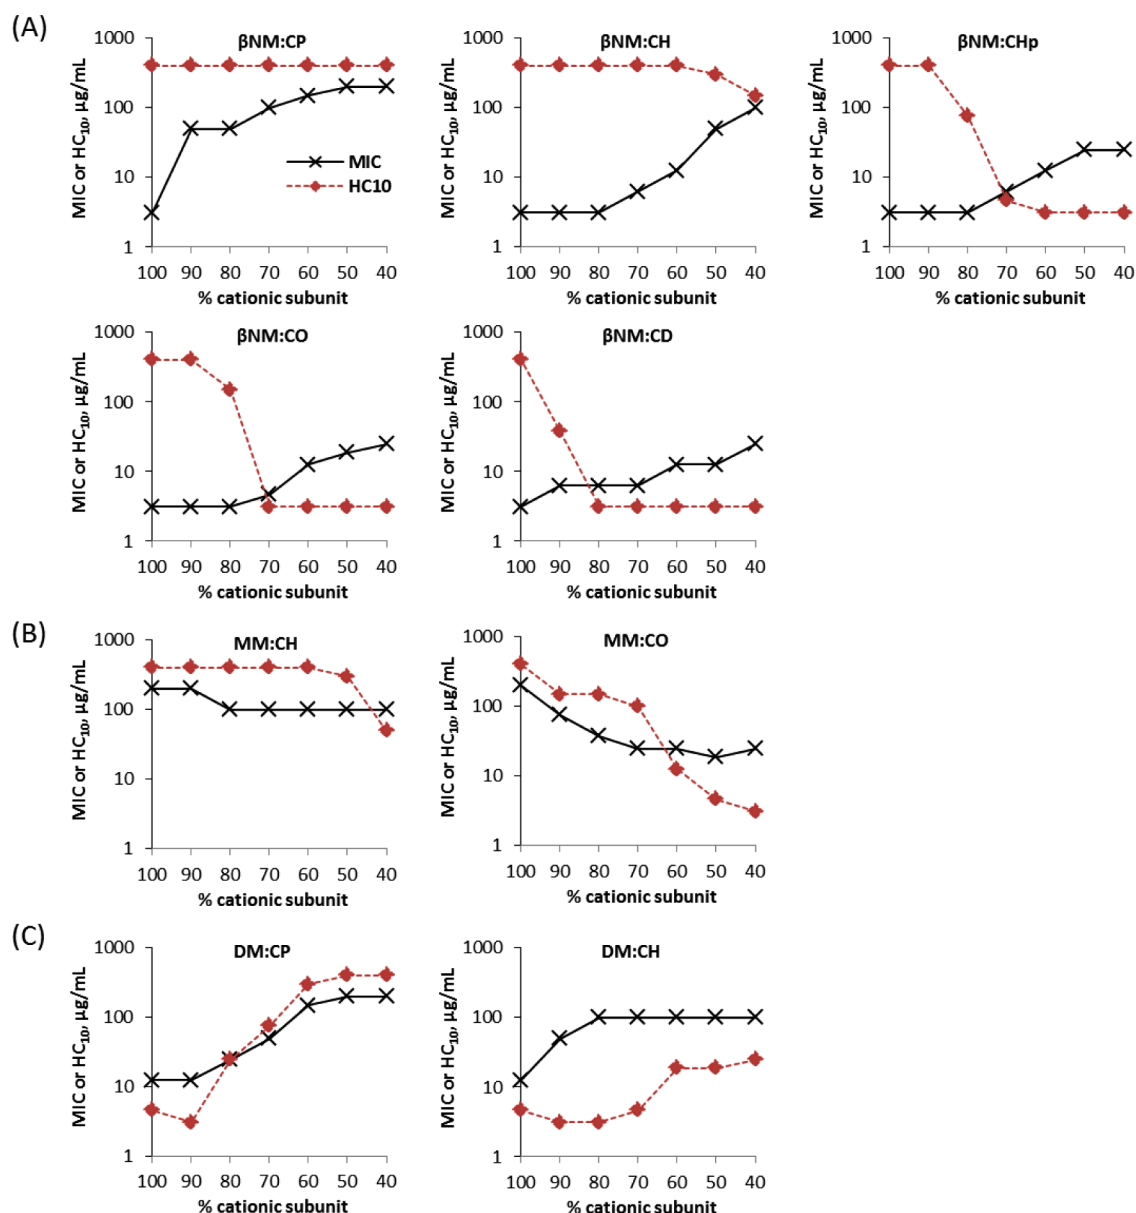 (A)
βNM:CP
MIC or HC10, µg/mL
1000
100
10
1
MIC
HC10
100 90 80 70 60 50 40
% cationic subunit
βNM:CH
MIC or HC10, µg/mL
1000
100
10
1
100 90 80 70 60 50 40
% cationic subunit
βNM:CHp
MIC or HC10, µg/mL
1000
100
10
1
100 90 80 70 60 50 40
% cationic subunit
βNM:CO
MIC or HC10, µg/mL
1000
100
10
1
100 90 80 70 60 50 40
% cationic subunit
βNM:CD
MIC or HC10, µg/mL
1000
100
10
1
100 90 80 70 60 50 40
% cationic subunit
(B)
MM:CH
MIC or HC10, µg/mL
1000
100
10
1
100 90 80 70 60 50 40
% cationic subunit
MM:CO
MIC or HC10, µg/mL
1000
100
10
1
100 90 80 70 60 50 40
% cationic subunit
(C)
DM:CP
MIC or HC10, µg/mL
1000
100
10
1
100 90 80 70 60 50 40
% cationic subunit
DM:CH
MIC or HC10, µg/mL
1000
100
10
1
100 90 80 70 60 50 40
% cationic subunit